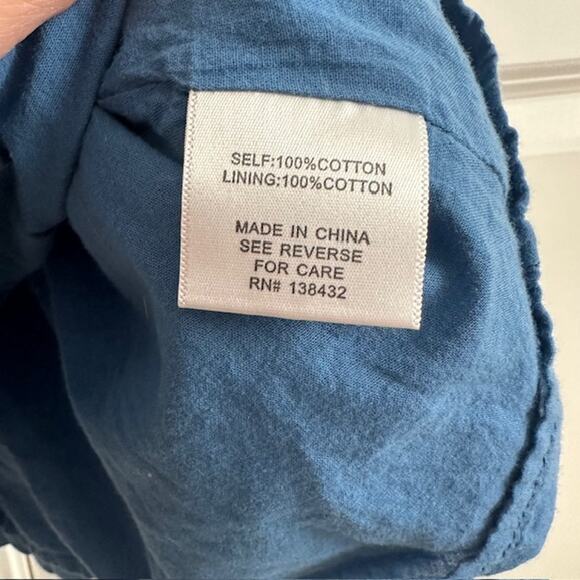 SELF:100%COTTON
LINING:100%COTTON
MADE IN CHINA
SEE REVERSE
FOR CARE
RN# 138432